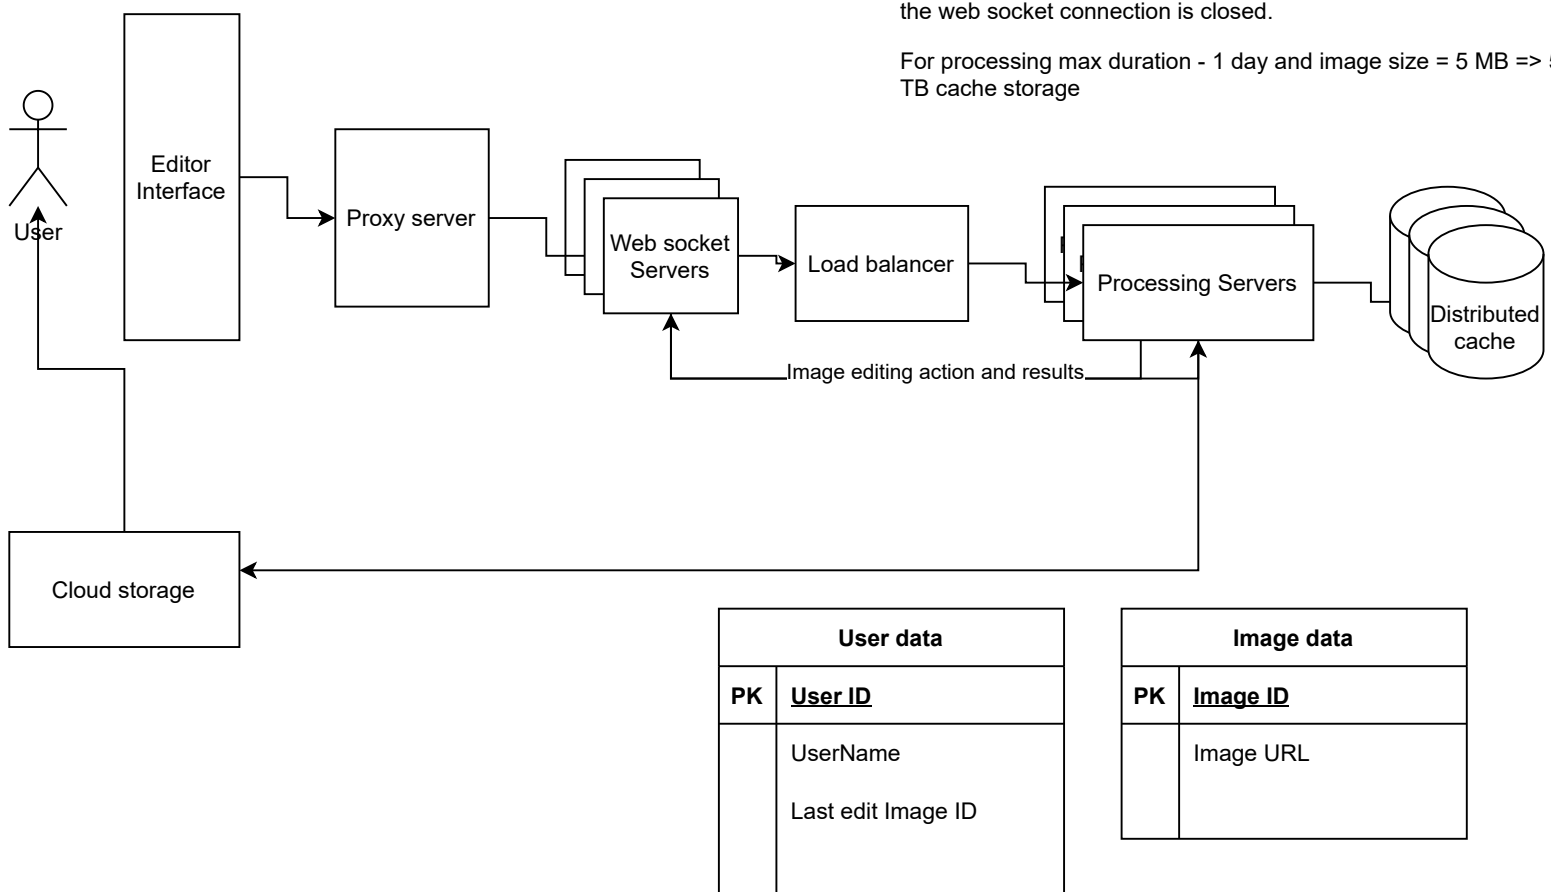 the web socket connection is closed.
For processing max duration - 1 day and image size = 5 MB =>
TB cache storage
Editor
Interface
User
Proxy server
Web socket
Servers
Load balancer
Processing Servers
Distributed
cache
Image editing action and results
Cloud storage
User data
PK User ID
UserName
Last edit Image ID
Image data
PK Image ID
Image URL